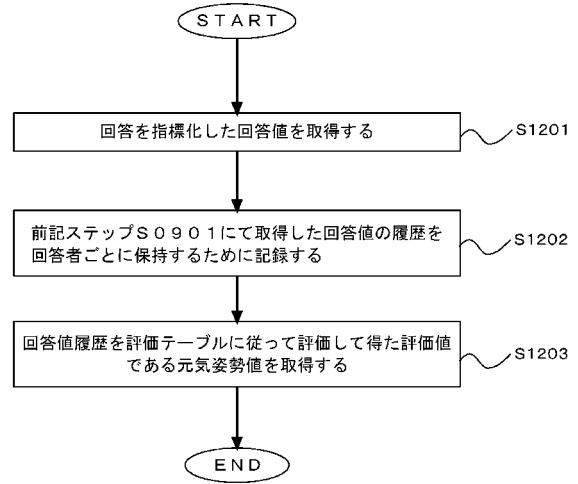 ＳＴＡＲＴ
回答を指標化した回答値を取得する
S1201
前記ステップＳ０９０１にて取得した回答値の履歴を
回答者ごとに保持するために記録する
S1202
回答値履歴を評価テーブルに従って評価して得た評価値
である元気姿勢値を取得する
S1203
ＥＮＤ